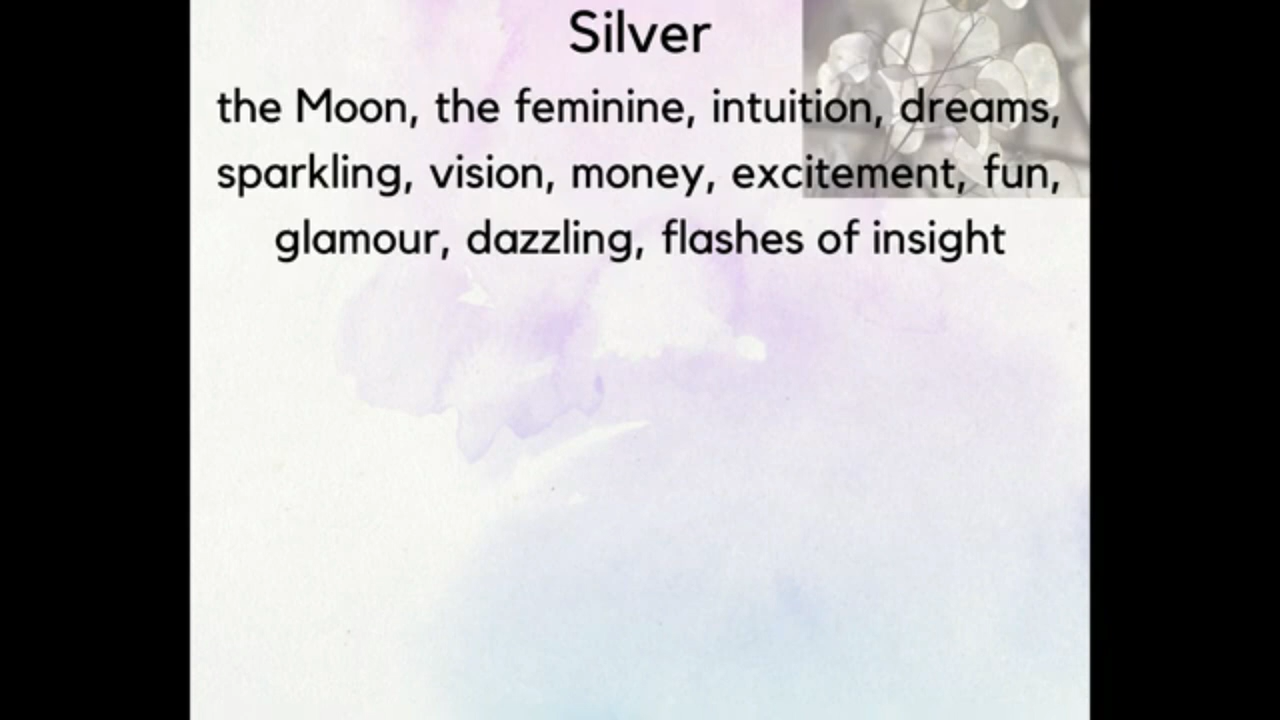 Silver
the Moon, the feminine, intuition, dreams,
sparkling, vision, money, excitement, fun,
glamour, dazzling, flashes of insight